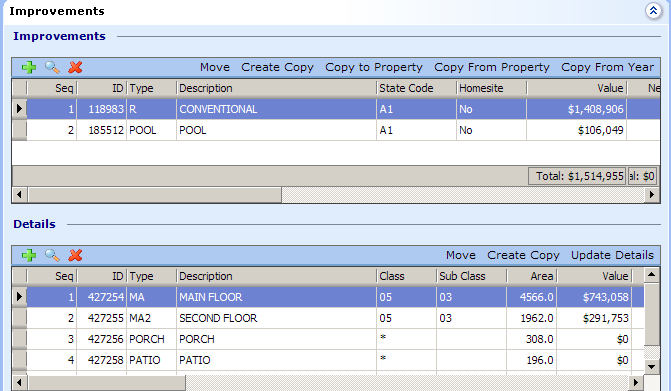 Improvements
Improvements
Move Create Copy Copy to Property Copy From Property Copy From Year
Seq ID Type Description State Code Homesite Value Ne
1 118983 R CONVENTIONAL A1 No $1,408,906
2 185512 POOL POOL A1 No $106,049
Total: $1,514,955 al: $0
Details
Move Create Copy Update Details
Seq ID Type Description Class Sub Class Area Value
1 427254 MA MAIN FLOOR 05 03 4566.0 $743,058
2 427255 MA2 SECOND FLOOR 05 03 1962.0 $291,753
3 427256 PORCH PORCH * 308.0 $0
4 427258 PATIO PATIO * 196.0 $0